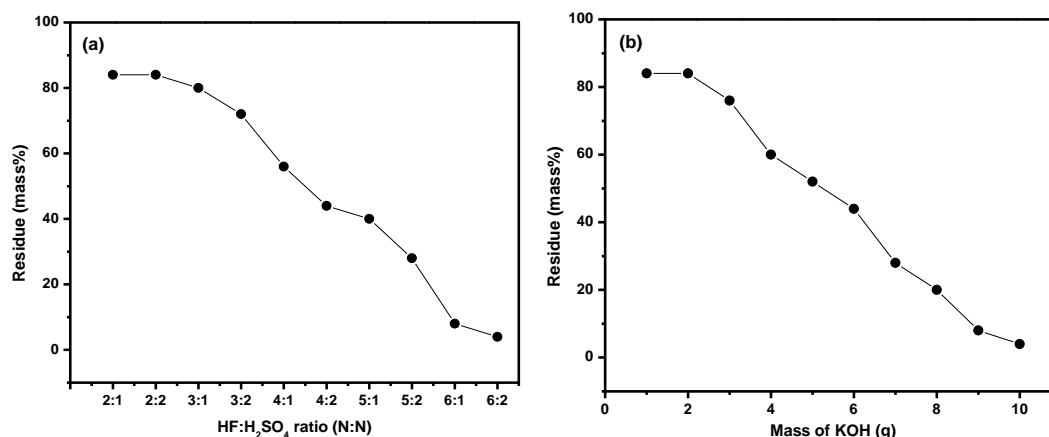 (a)
Residue (mass%)
100
80
60
40
20
0
2:1 2:2 3:1 3:2 4:1 4:2 5:1 5:2 6:1 6:2
HF:H₂SO₄ ratio (N:N)
(b)
Residue (mass%)
100
80
60
40
20
0
0 2 4 6 8 10
Mass of KOH (g)